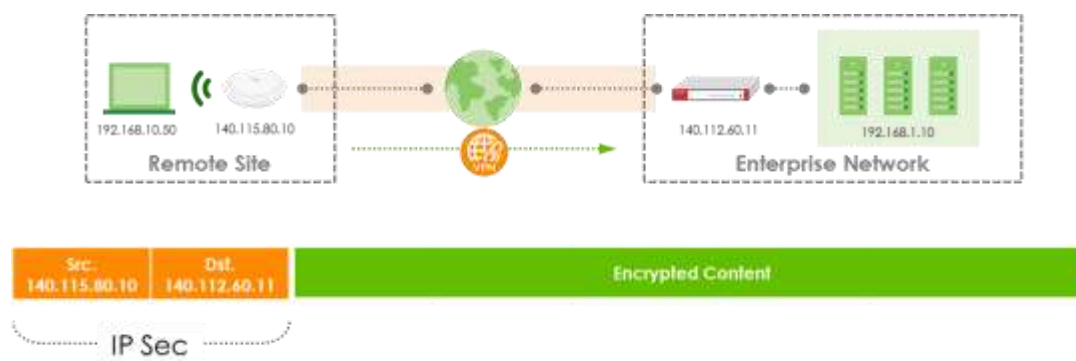 192.168.10.50
140.115.80.10
Remote Site
VPN
140.112.60.11
192.168.1.10
Enterprise Network
Src.
140.115.80.10
Dst.
140.112.60.11
Encrypted Content
IP Sec